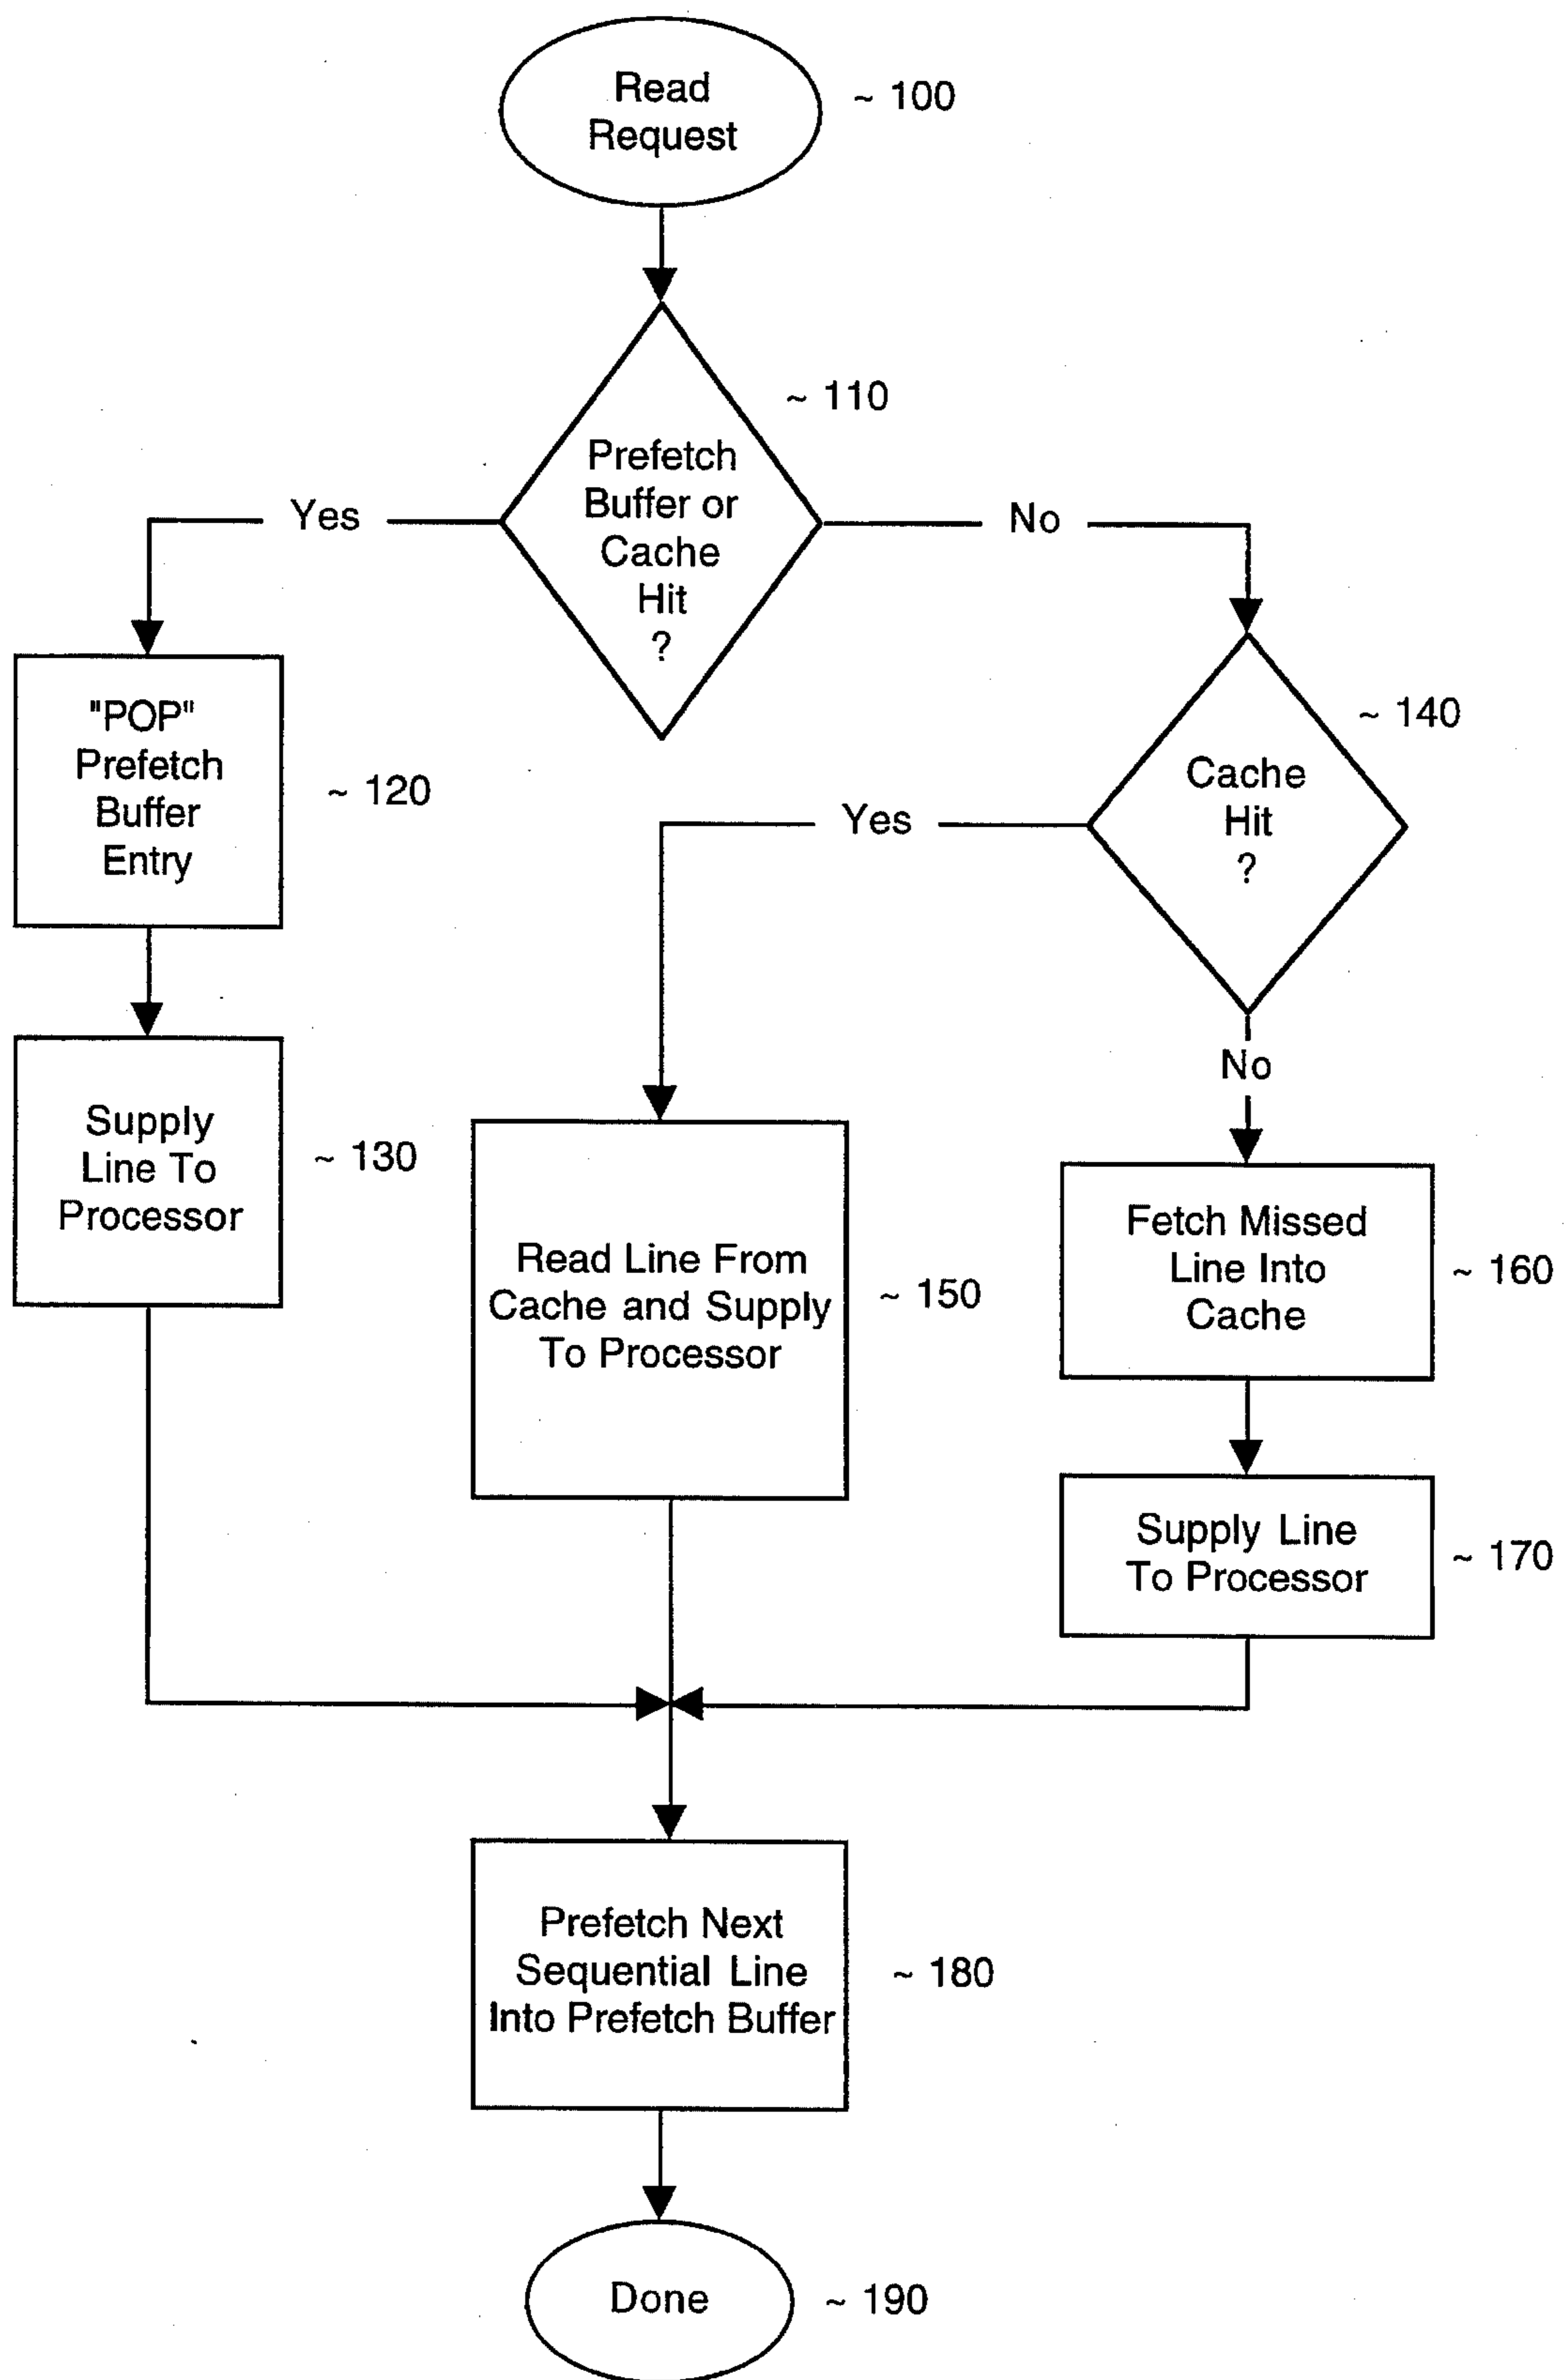 Read
Request
~ 100
~ 110
Prefetch
Buffer or
Cache
Hit
?
Yes
No
"POP"
Prefetch
Buffer
Entry
~ 120
~ 140
Cache
Hit
?
Yes
No
Supply
Line To
Processor
~ 130
Read Line From
Cache and Supply
To Processor
~ 150
Fetch Missed
Line Into
Cache
~ 160
Supply Line
To Processor
~ 170
Prefetch Next
Sequential Line
Into Prefetch Buffer
~ 180
Done
~ 190